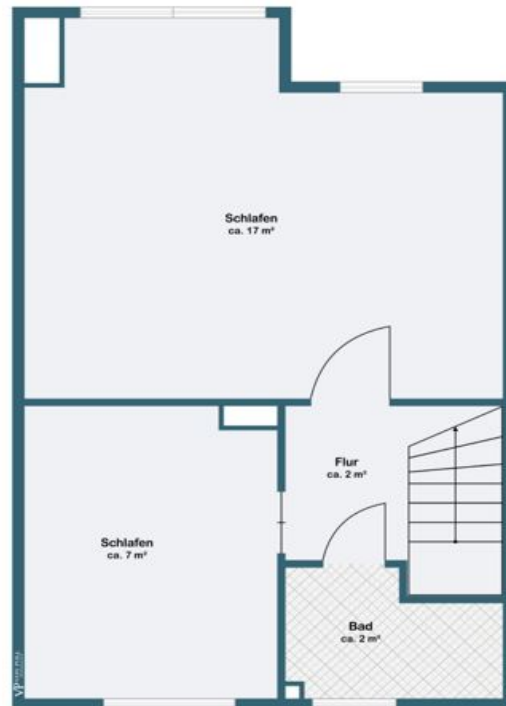 Schlafen
ca. 17 m²
Flur
ca. 2 m²
Schlafen
ca. 7 m²
Bad
ca. 2 m²